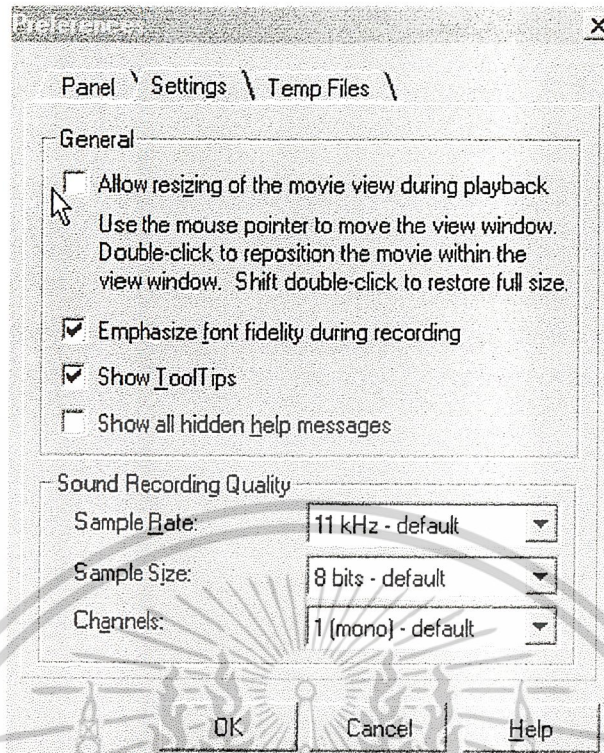 Preferences
Panel Settings Temp Files
General
Allow resizing of the movie view during playback
Use the mouse pointer to move the view window.
Double-click to reposition the movie within the
view window. Shift double-click to restore full size.
Emphasize font fidelity during recording
Show ToolTips
Show all hidden help messages
Sound Recording Quality
Sample Rate: 11 kHz - default
Sample Size: 8 bits - default
Channels: 1 (mono) - default
OK Cancel Help